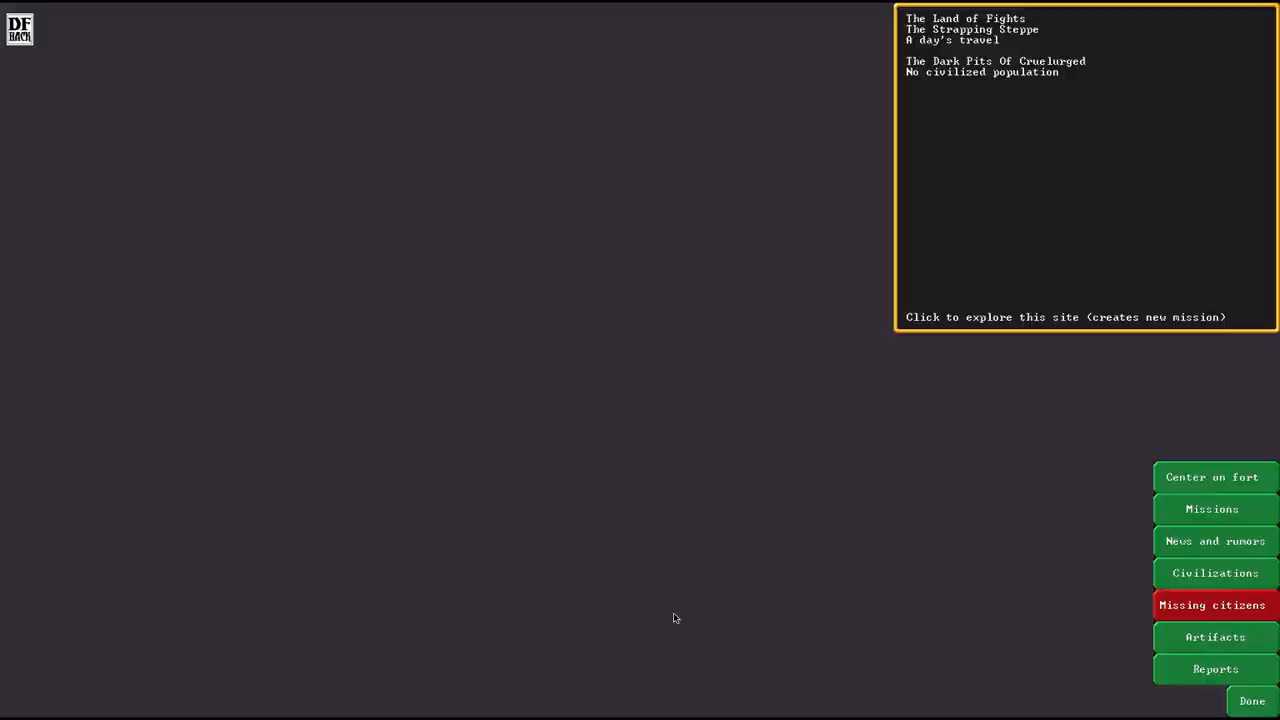 DF
HACK
The Land of Fights
The Strapping Steppe
A day's travel
The Dark Pits Of Cruelurged
No civilized population
Click to explore this site (creates new mission)
Center on fort
Missions
News and rumors
Civilizations
Missing citizens
Artifacts
Reports
Done